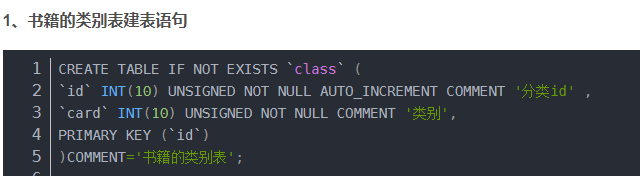 1、书籍的类别表建表语句
1 CREATE TABLE IF NOT EXISTS `class` (
2 `id` INT(10) UNSIGNED NOT NULL AUTO_INCREMENT COMMENT '分类id' ,
3 `card` INT(10) UNSIGNED NOT NULL COMMENT '类别',
4 PRIMARY KEY (`id`)
5 )COMMENT='书籍的类别表';